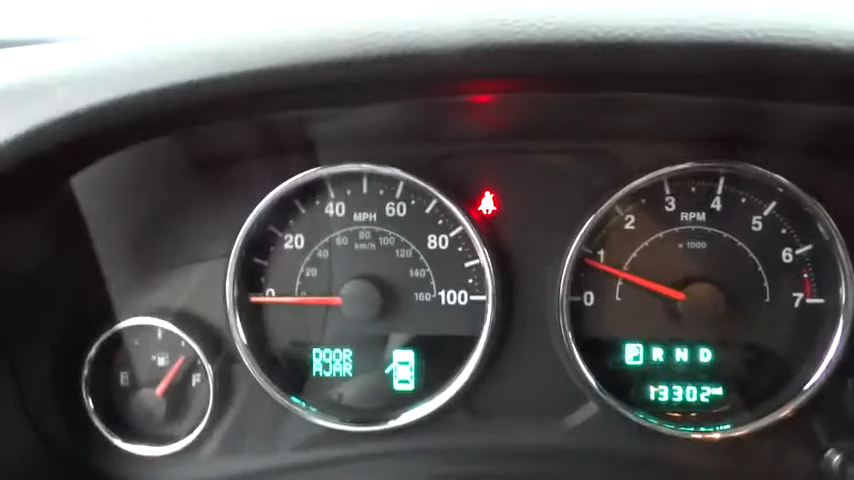 40 MPH 60
20 80
0 100
60 80 100
km/h
40 120
20 140
160
DOOR
AJAR
E F
3 4
2 RPM 5
x 1000
1 6
0 7
P R N D
13302